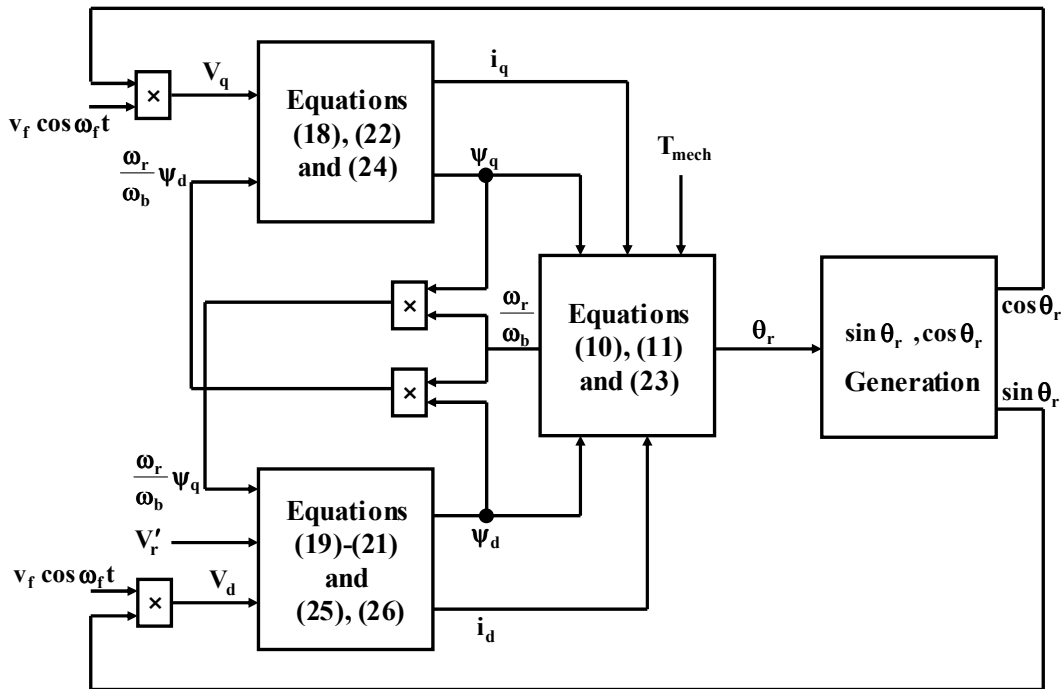 V_q
×
v_f cos ω_f t
Equations
(18), (22)
and (24)
i_q
ψ_q
T_mech
ω_r/ω_b ψ_d
×
×
ω_r/ω_b
Equations
(10), (11)
and (23)
θ_r
sin θ_r , cos θ_r
Generation
cos θ_r
sin θ_r
ω_r/ω_b ψ_q
V′_r
v_f cos ω_f t
×
V_d
Equations
(19)-(21)
and
(25), (26)
ψ_d
i_d